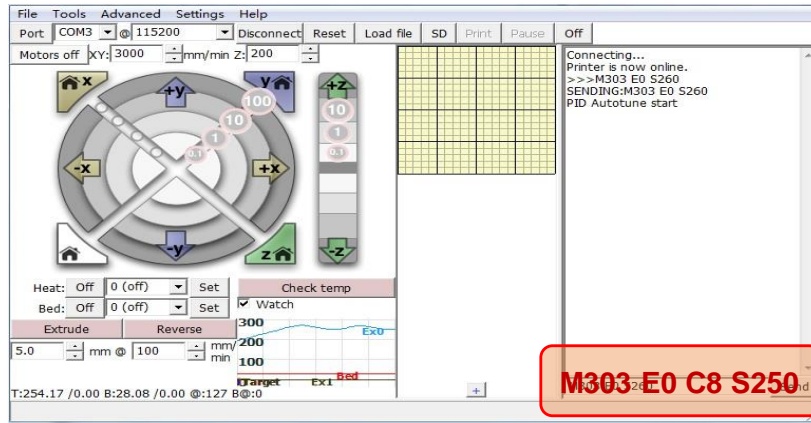 File Tools Advanced Settings Help
Port COM3 @ 115200 Disconnect Reset Load file SD Print Pause Off
Motors off XY: 3000 mm/min Z: 200
Connecting...
Printer is now online.
>>>M303 E0 S260
SENDING:M303 E0 S260
PID Autotune start
x +y y +z
100 10
10 1
1 0.1
0.1
-x +x
-y z -z
Heat: Off 0 (off) Set Check temp
Bed: Off 0 (off) Set Watch
Extrude Reverse
5.0 mm @ 100 mm/
min
300
200
100
Ex0
Bed
Target Ex1
T:254.17 /0.00 B:28.08 /0.00 @:127 B@:0
+
M303 E0 S260 Send
M303 E0 C8 S250